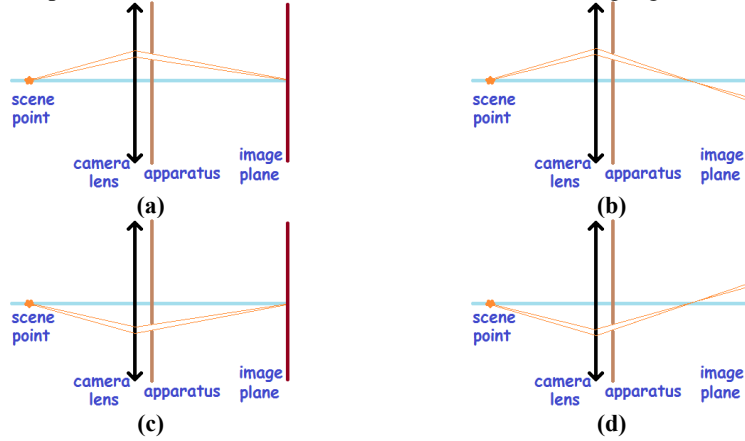 scene
point
camera
lens
apparatus
image
plane
(a)
scene
point
camera
lens
apparatus
image
plane
(b)
scene
point
camera
lens
apparatus
image
plane
(c)
scene
point
camera
lens
apparatus
image
plane
(d)